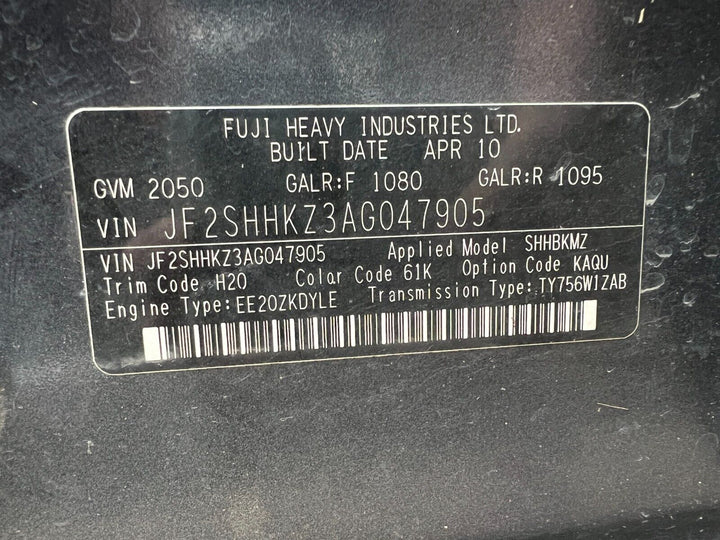 FUJI HEAVY INDUSTRIES LTD.
BUILT DATE APR 10
GVM 2050 GALR:F 1080 GALR:R 1095
VIN JF2SHHKZ3AG047905
VIN JF2SHHKZ3AG047905 Applied Model SHHBKMZ
Trim Code H20 Color Code 61K Option Code KAQU
Engine Type:EE20ZKDYLE Transmission Type:TY756W1ZAB